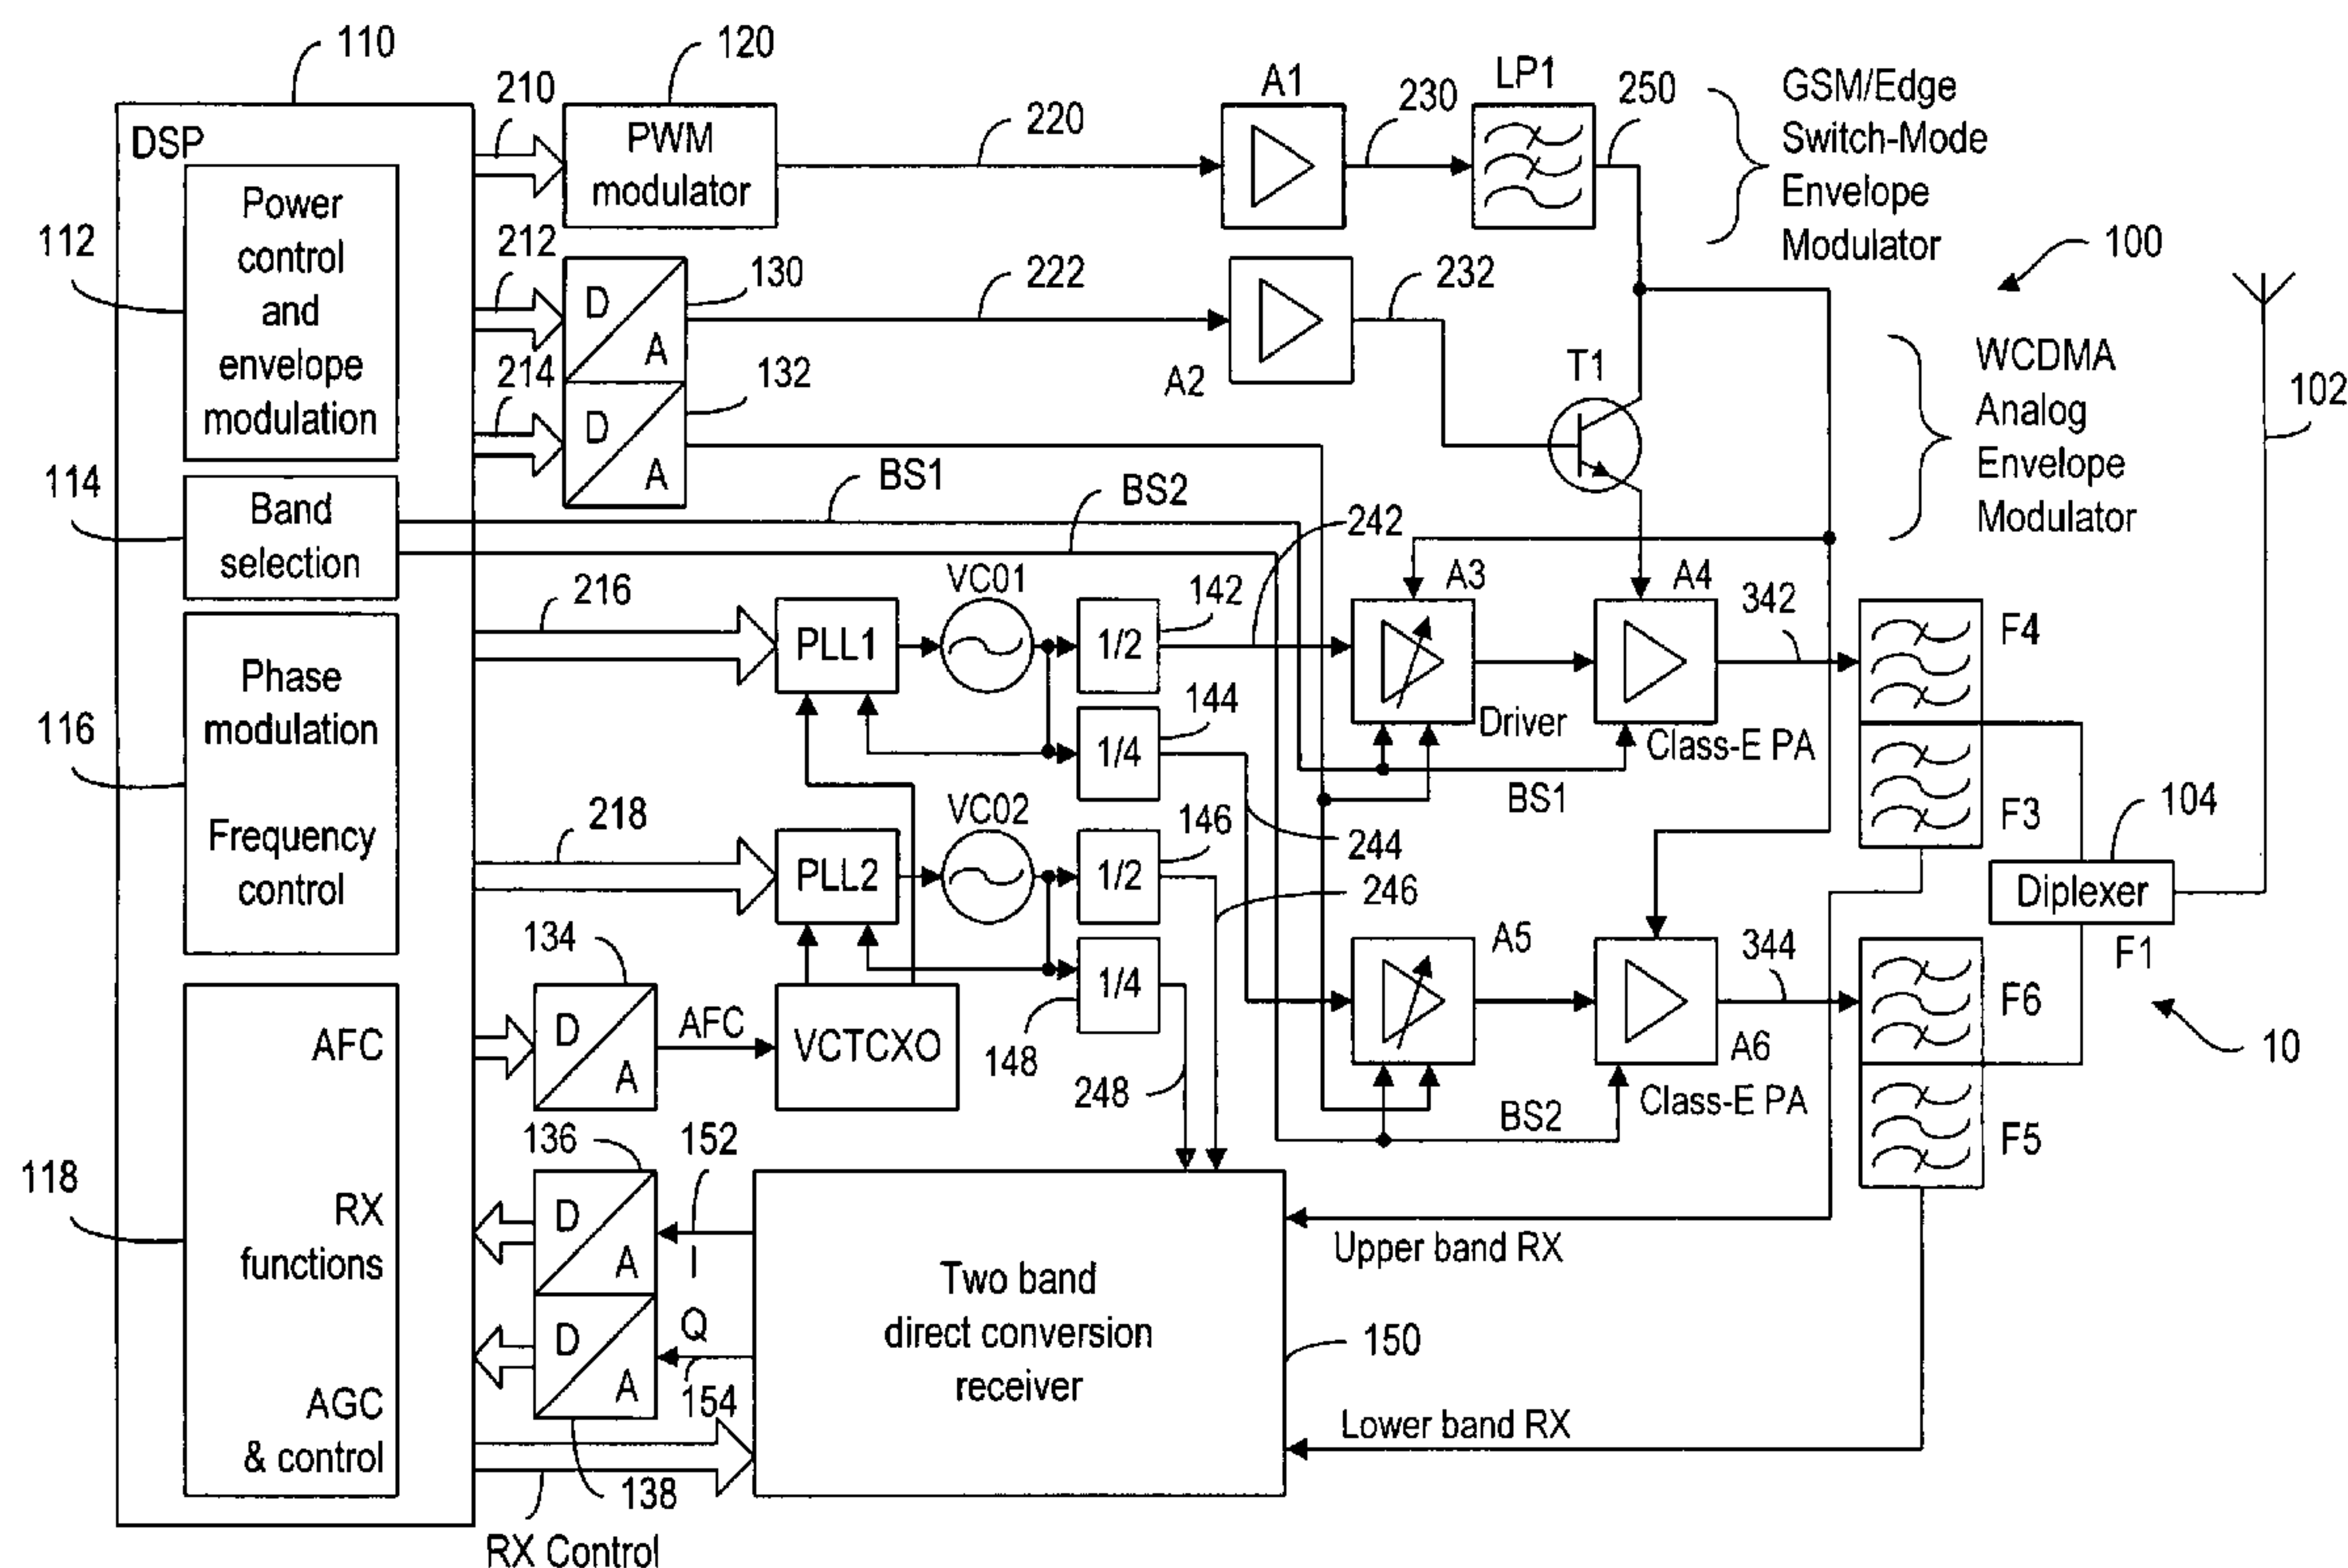 110
210
120
A1
230
LP1
250
GSM/Edge
Switch-Mode
Envelope
Modulator
DSP
PWM
modulator
220
Power
control
and
envelope
modulation
112
212
D
A
130
222
232
A2
T1
100
WCDMA
Analog
Envelope
Modulator
102
214
D
A
132
114
Band
selection
BS1
BS2
242
216
VC01
142
PLL1
1/2
144
1/4
A3
Driver
A4
Class-E PA
342
F4
F3
BS1
116
Phase
modulation
Frequency
control
218
VC02
146
PLL2
1/2
244
246
104
Diplexer
F1
134
D
A
AFC
VCTCXO
1/4
148
248
A5
A6
Class-E PA
344
F6
F5
BS2
10
118
AFC
RX
functions
AGC
& control
136
D
A
152
I
Q
D
A
154
138
RX Control
Two band
direct conversion
receiver
150
Upper band RX
Lower band RX